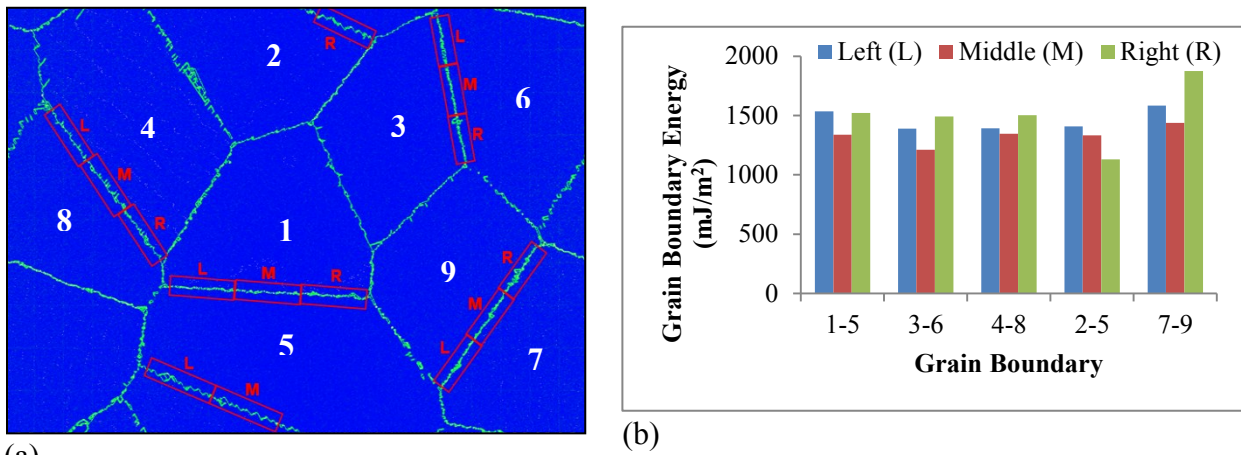 2
R
L
M
R
6
3
4
L
M
R
8
1
L
M
R
9
R
M
L
5
7
L
M
(a)
Left (L) Middle (M) Right (R)
2000
1500
1000
500
0
Grain Boundary Energy
(mJ/m²)
1-5 3-6 4-8 2-5 7-9
Grain Boundary
(b)